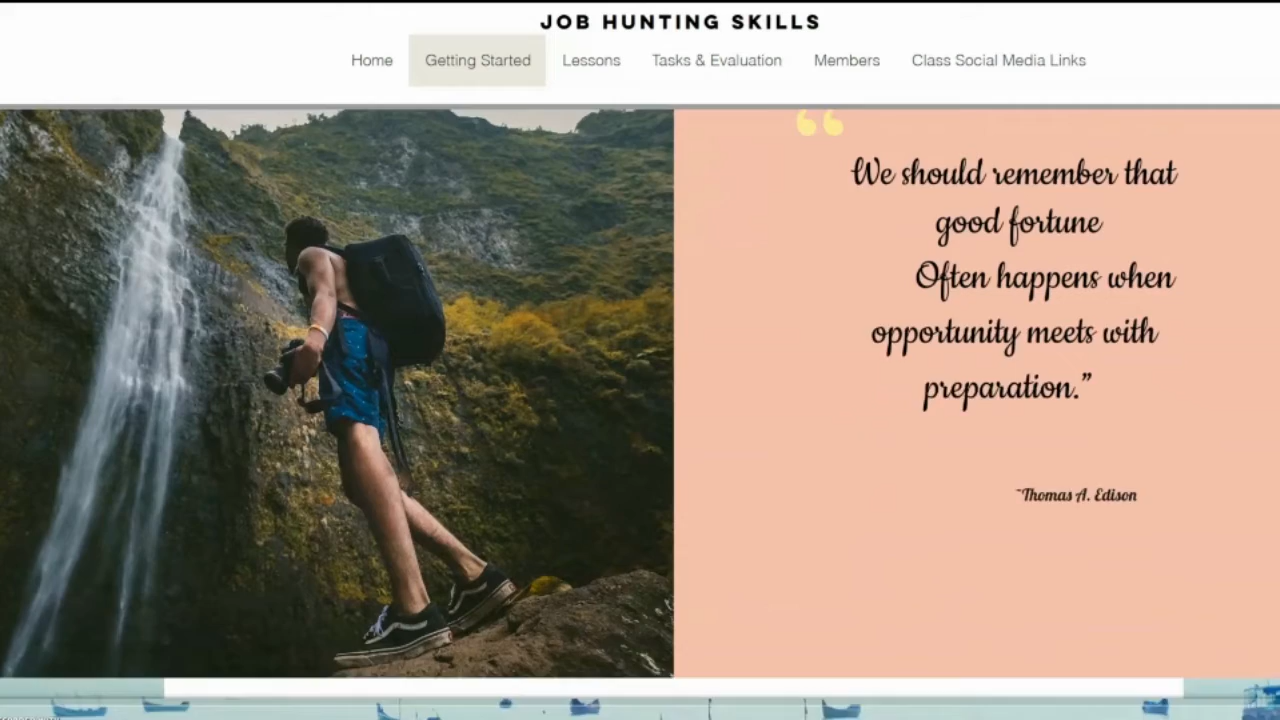 JOB HUNTING SKILLS
Home Getting Started Lessons Tasks & Evaluation Members Class Social Media Links
“
We should remember that
good fortune
Often happens when
opportunity meets with
preparation.”
~Thomas A. Edison